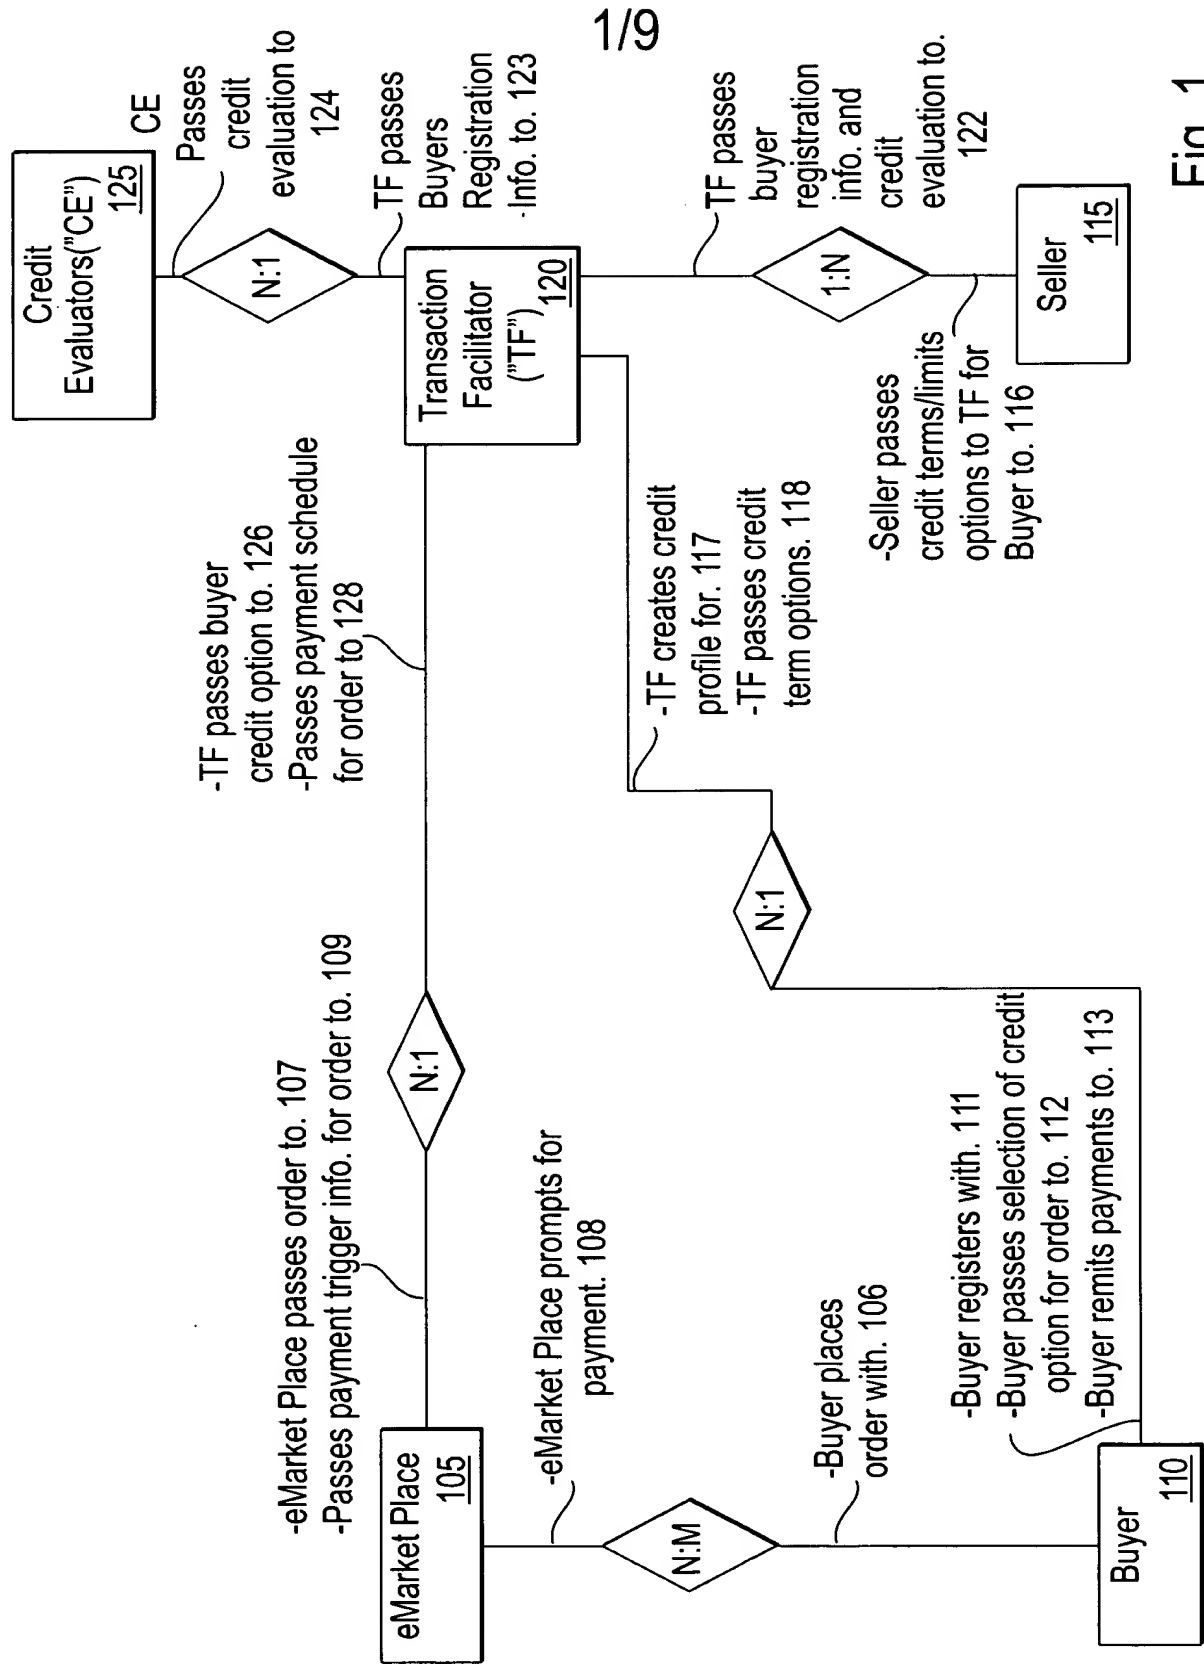 1/9
Credit
Evaluators("CE")
125
CE
Passes
credit
evaluation to
124
N:1
TF passes
Buyers
Registration
-Info. to. 123
-TF passes buyer
credit option to. 126
-Passes payment schedule
for order to 128
Transaction
Facilitator
("TF")
120
-eMarket Place passes order to. 107
-Passes payment trigger info. for order to. 109
N:1
eMarket Place
105
-eMarket Place prompts for
payment. 108
N:M
-Buyer places
order with. 106
-TF creates credit
profile for. 117
-TF passes credit
term options. 118
N:1
TF passes
buyer
registration
info. and
credit
evaluation to.
122
1:N
-Seller passes
credit terms/limits
options to TF for
Buyer to. 116
Seller
115
-Buyer registers with. 111
-Buyer passes selection of credit
option for order to. 112
-Buyer remits payments to. 113
Buyer
110
Fig. 1